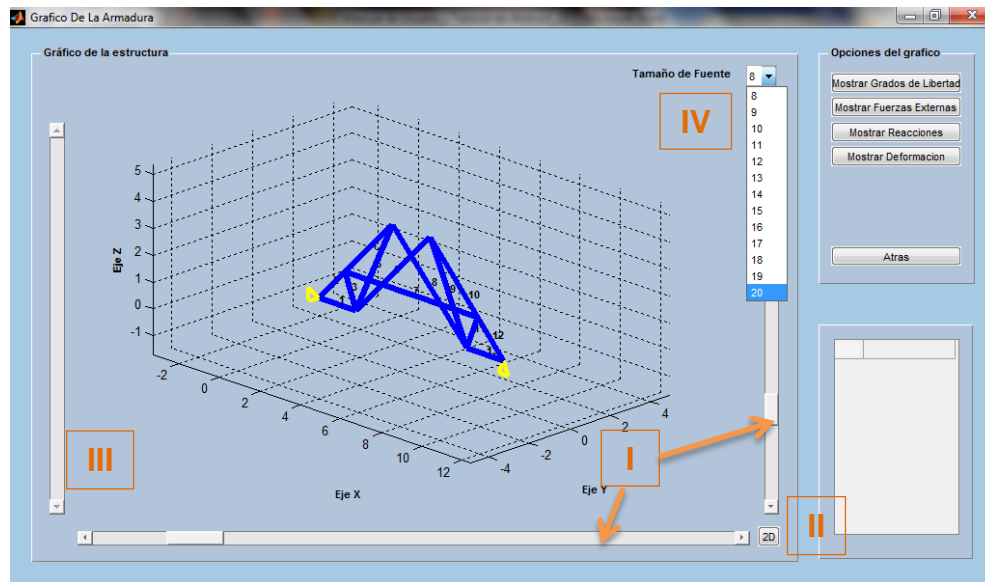 Grafico De La Armadura
Gráfico de la estructura
Tamaño de Fuente 8
8
9
10
11
12
13
14
15
16
17
18
19
20
IV
III
I
II
Eje Z
5
4
3
2
1
0
-1
-2
0
2
4
6
8
10
12
Eje X
-4
-2
0
2
4
Eje Y
1
3
7
8
9
10
12
2D
Opciones del grafico
Mostrar Grados de Libertad
Mostrar Fuerzas Externas
Mostrar Reacciones
Mostrar Deformacion
Atras